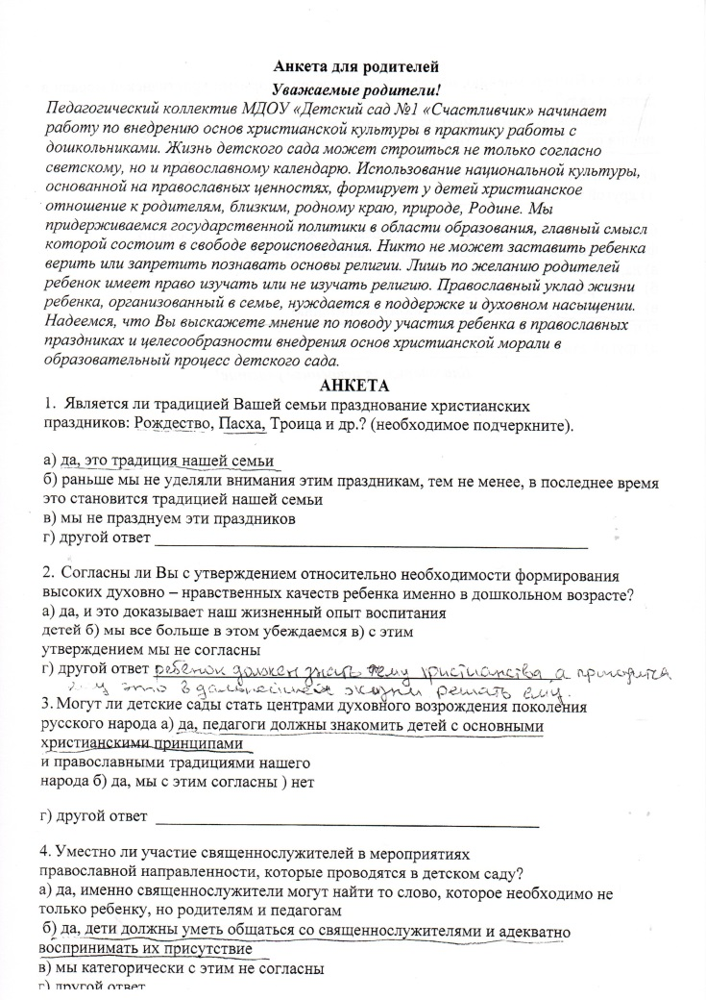 Анкета для родителей
Уважаемые родители!
Педагогический коллектив МДОУ «Детский сад №1 «Счастливчик» начинает
работу по внедрению основ христианской культуры в практику работы с
дошкольниками. Жизнь детского сада может строиться не только согласно
светскому, но и православному календарю. Использование национальной культуры,
основанной на православных ценностях, формирует у детей христианское
отношение к родителям, близким, родному краю, природе, Родине. Мы
придерживаемся государственной политики в области образования, главный смысл
которой состоит в свободе вероисповедания. Никто не может заставить ребенка
верить или запретить познавать основы религии. Лишь по желанию родителей
ребенок имеет право изучать или не изучать религию. Православный уклад жизни
ребенка, организованный в семье, нуждается в поддержке и духовном насыщении.
Надеемся, что Вы выскажете мнение по поводу участия ребенка в православных
праздниках и целесообразности внедрения основ христианской морали в
образовательный процесс детского сада.
АНКЕТА
1. Является ли традицией Вашей семьи празднование христианских
праздников: Рождество, Пасха, Троица и др.? (необходимое подчеркните).
а) да, это традиция нашей семьи
б) раньше мы не уделяли внимания этим праздникам, тем не менее, в последнее время
это становится традицией нашей семьи
в) мы не празднуем эти праздников
г) другой ответ
2. Согласны ли Вы с утверждением относительно необходимости формирования
высоких духовно – нравственных качеств ребенка именно в дошкольном возрасте?
а) да, и это доказывает наш жизненный опыт воспитания
детей б) мы все больше в этом убеждаемся в) с этим
утверждением мы не согласны
г) другой ответ ребенок должен знать тему христианства, а
это в дальнейшей жизни решать ему.
3. Могут ли детские сады стать центрами духовного возрождения поколения
русского народа а) да, педагоги должны знакомить детей с основными
христианскими принципами
и православными традициями нашего
народа б) да, мы с этим согласны ) нет
г) другой ответ
4. Уместно ли участие священнослужителей в мероприятиях
православной направленности, которые проводятся в детском саду?
а) да, именно священнослужители могут найти то слово, которое необходимо не
только ребенку, но родителям и педагогам
б) да, дети должны уметь общаться со священнослужителями и адекватно
воспринимать их присутствие
в) мы категорически с этим не согласны
г) другой ответ